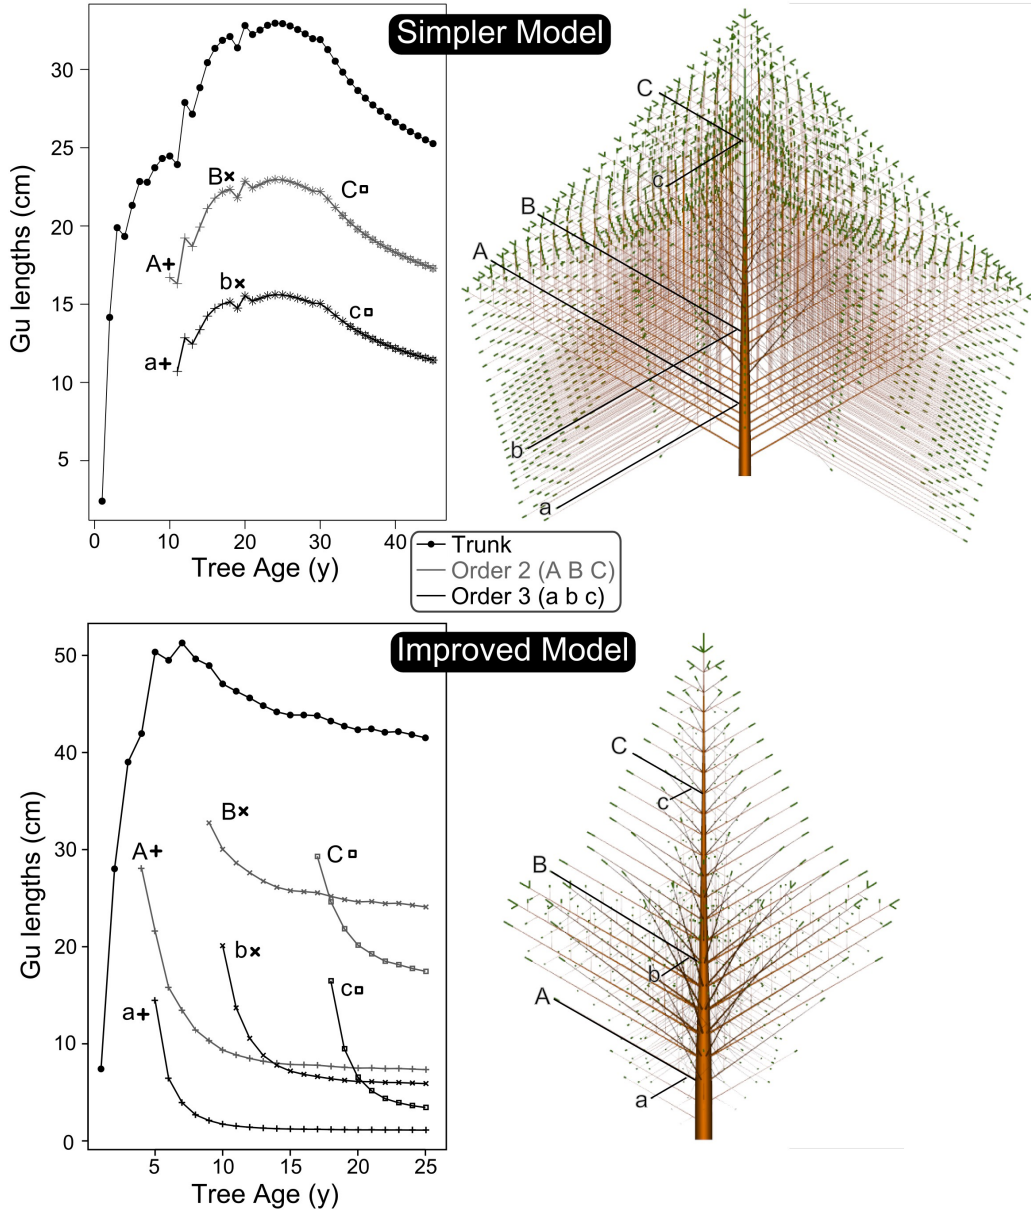 Simpler Model
Gu lengths (cm)
30
25
20
15
10
5
B×
C□
A+
b×
c□
a+
0 10 20 30 40
Tree Age (y)
C
c
B
A
b
a
Trunk
Order 2 (A B C)
Order 3 (a b c)
Improved Model
Gu lengths (cm)
50
40
30
20
10
0
B×
A+
C□
b×
c□
a+
5 10 15 20 25
Tree Age (y)
C
c
B
b
A
a